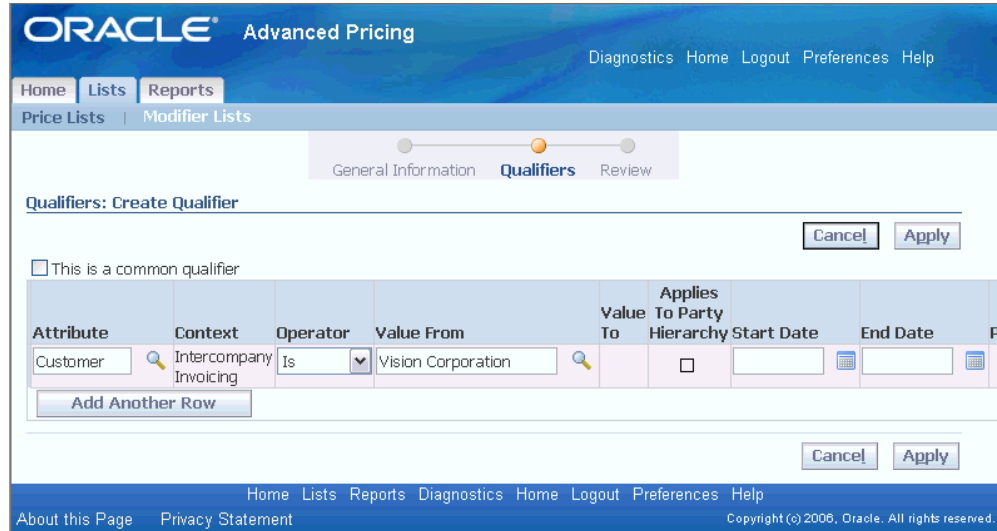 ORACLE® Advanced Pricing
Diagnostics Home Logout Preferences Help
Home Lists Reports
Price Lists | Modifier Lists
General Information Qualifiers Review
Qualifiers: Create Qualifier
Cancel Apply
This is a common qualifier
Attribute Context Operator Value From Value To Applies To Party Hierarchy Start Date End Date
Customer Intercompany Invoicing Is Vision Corporation
Add Another Row
Cancel Apply
Home Lists Reports Diagnostics Home Logout Preferences Help
About this Page Privacy Statement Copyright (c) 2006, Oracle. All rights reserved.